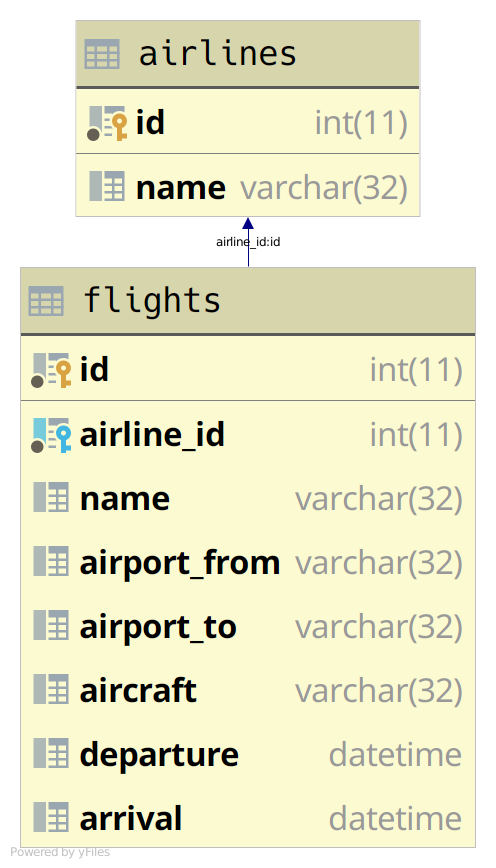 airlines
id int(11)
name varchar(32)
airline_id:id
flights
id int(11)
airline_id int(11)
name varchar(32)
airport_from varchar(32)
airport_to varchar(32)
aircraft varchar(32)
departure datetime
arrival datetime
Powered by yFiles